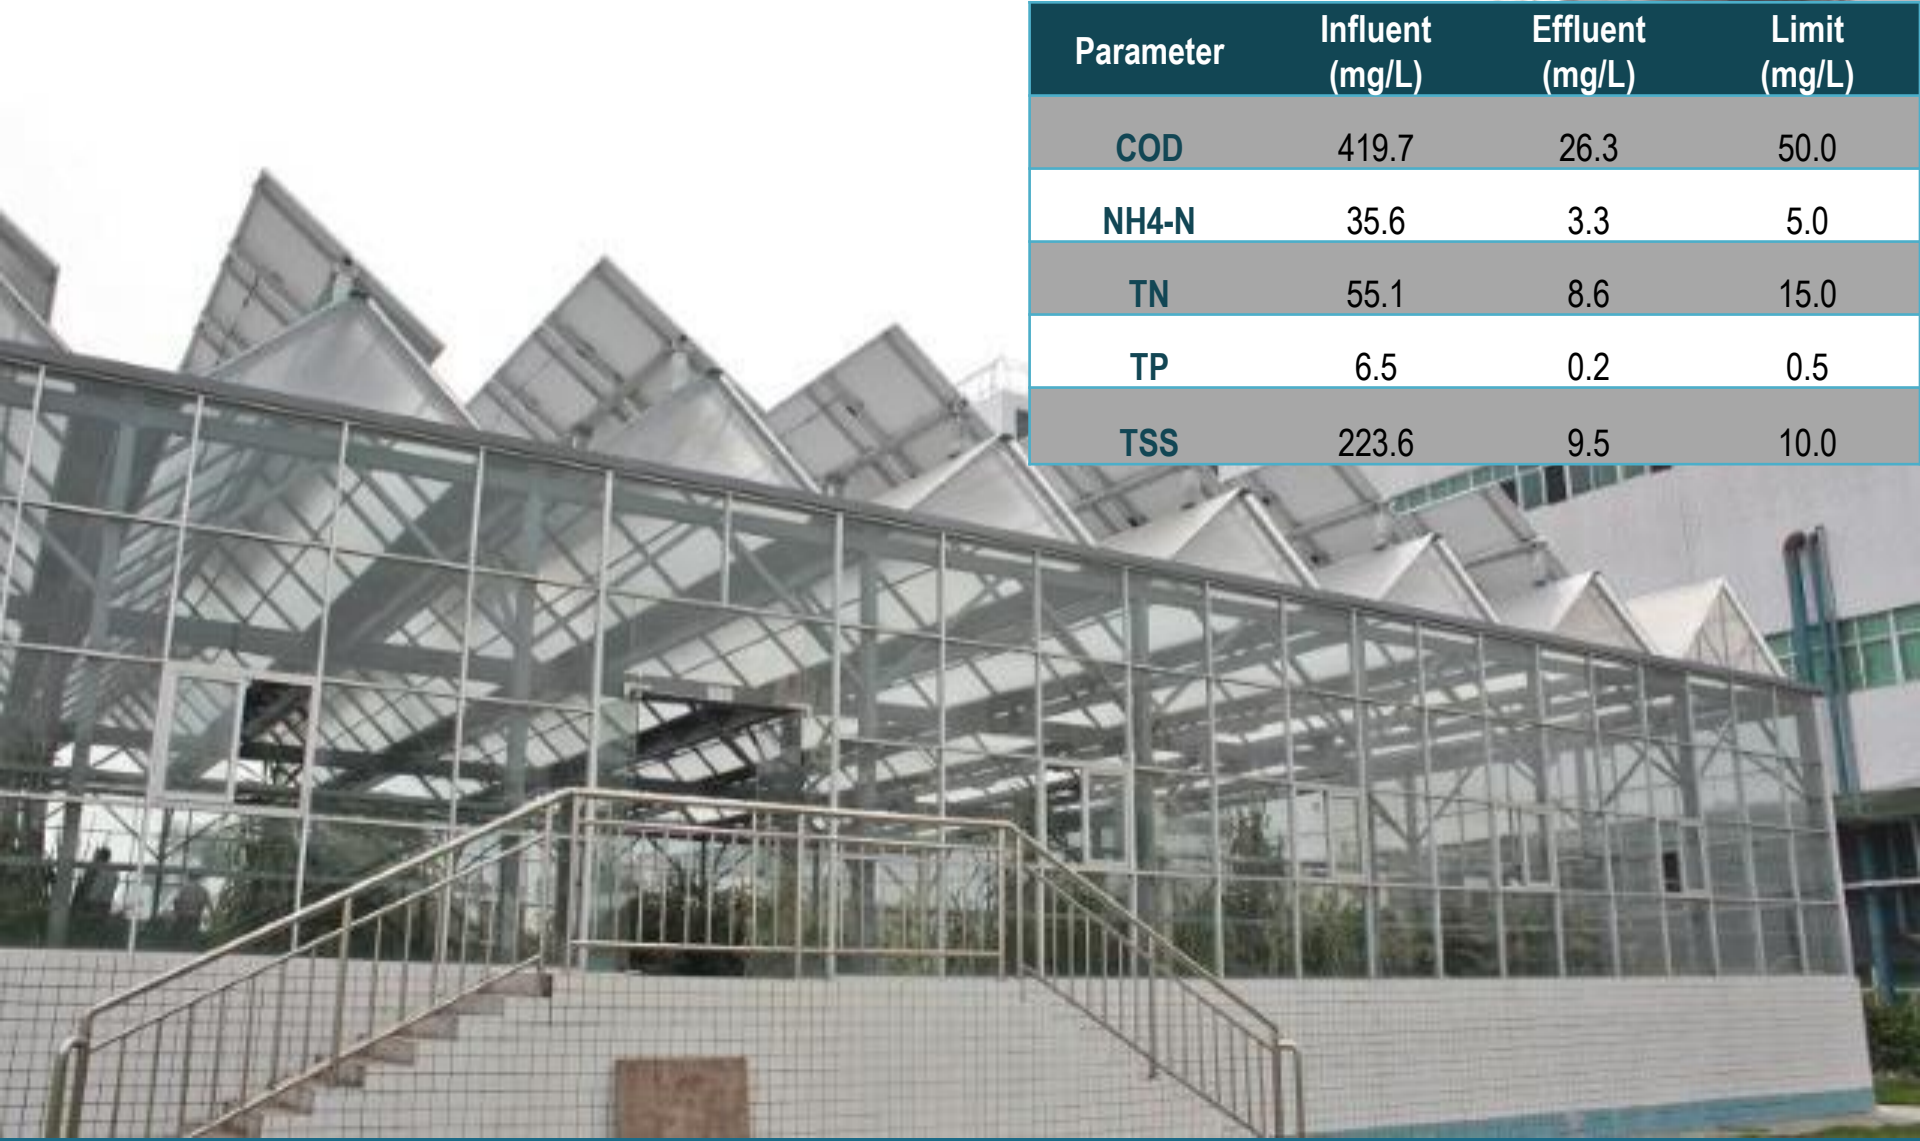 Parameter Influent (mg/L) Effluent (mg/L) Limit (mg/L)
COD 419.7 26.3 50.0
NH4-N 35.6 3.3 5.0
TN 55.1 8.6 15.0
TP 6.5 0.2 0.5
TSS 223.6 9.5 10.0